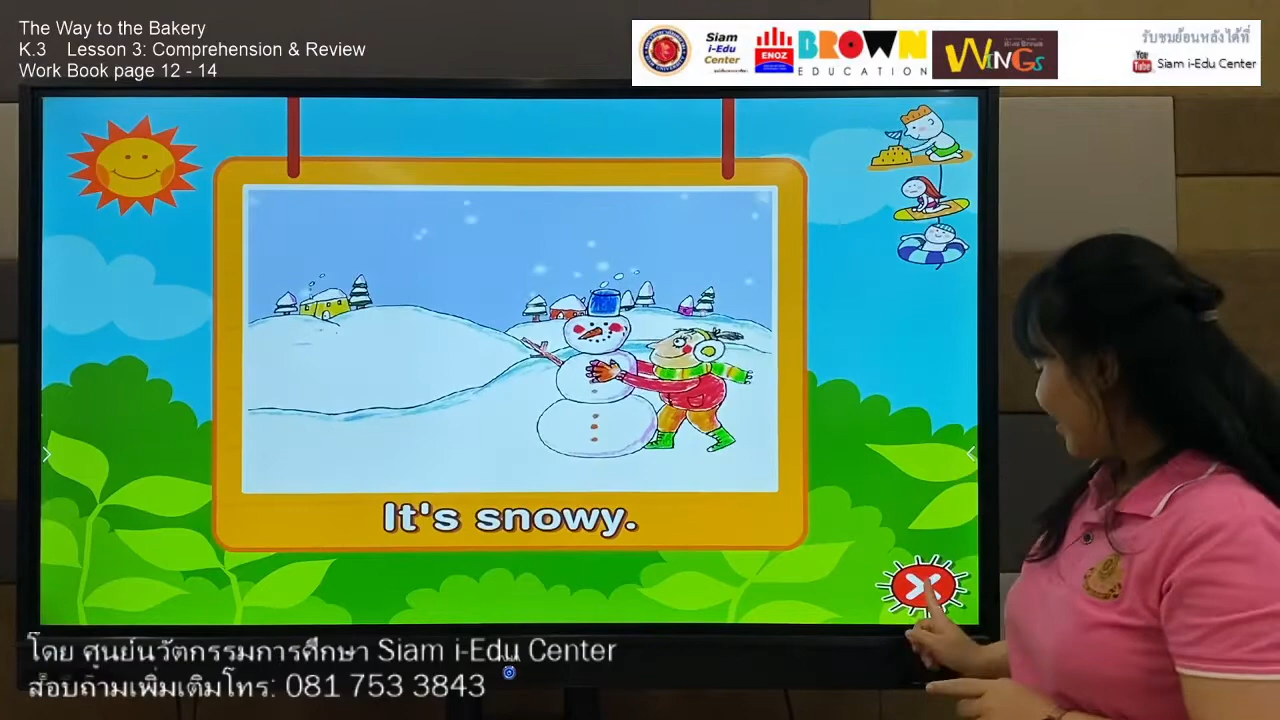 The Way to the Bakery
K.3 Lesson 3: Comprehension & Review
Work Book page 12 - 14
Siam
i-Edu
Center
ENOZ
BROWN
EDUCATION
WINGS
รับชมย้อนหลังได้ที่
You
Tube
Siam i-Edu Center
It's snowy.
โดย ศูนย์นวัตกรรมการศึกษา Siam i-Edu Center
สอบถามเพิ่มเติมโทร: 081 753 3843